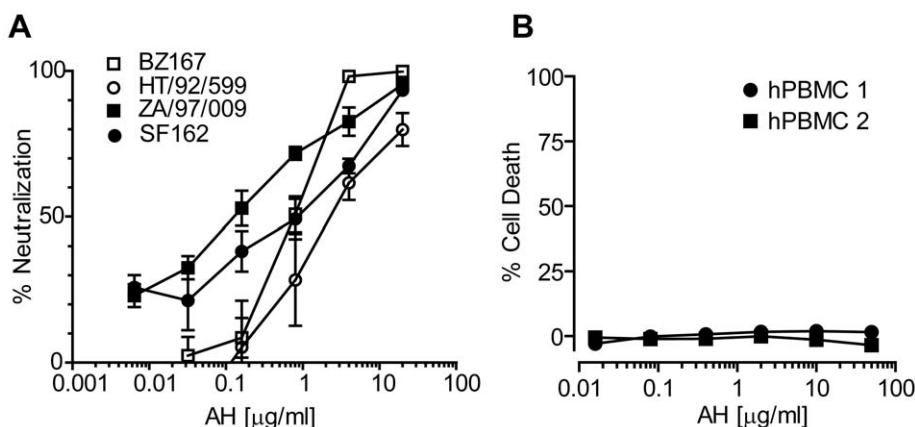 A
BZ167
HT/92/599
ZA/97/009
SF162
% Neutralization
100
50
0
0.001
0.01
0.1
1
10
100
AH [μg/ml]
B
hPBMC 1
hPBMC 2
% Cell Death
100
75
50
25
0
0.01
0.1
1
10
100
AH [μg/ml]